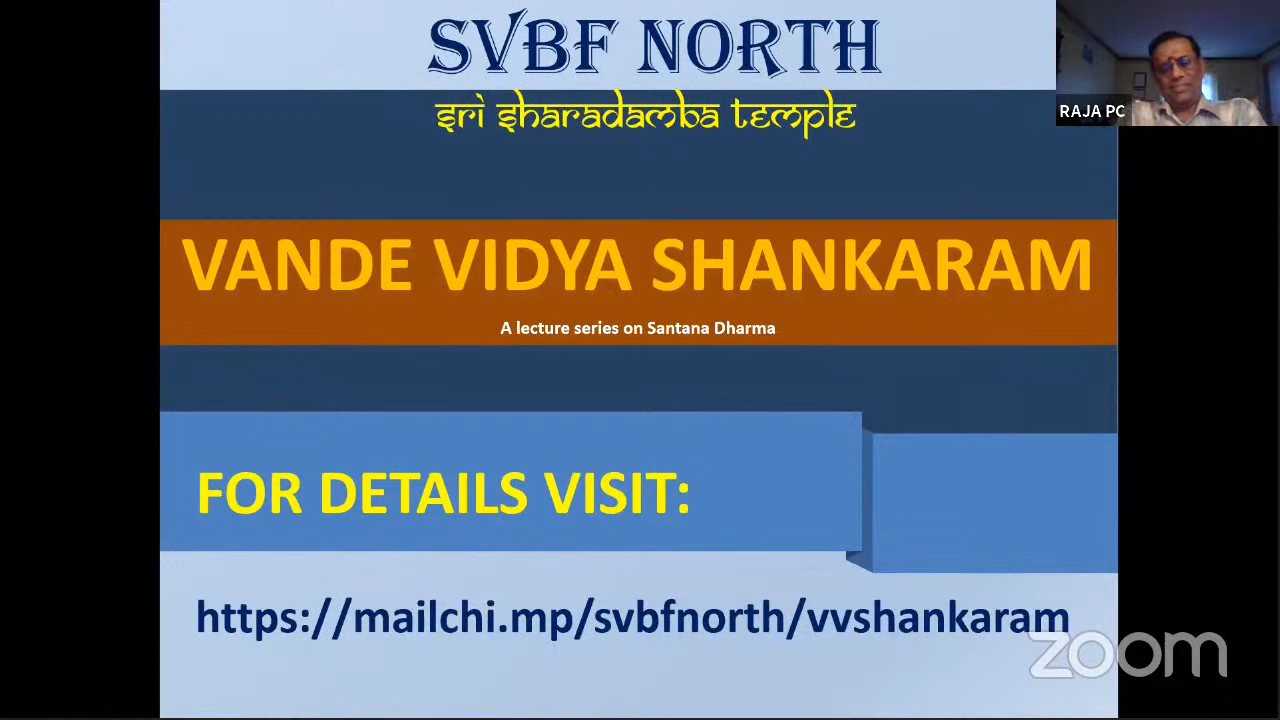 SVBF NORTH
sri sharadamba temple
RAJA PC
VANDE VIDYA SHANKARAM
A lecture series on Santana Dharma
FOR DETAILS VISIT:
https://mailchi.mp/svbfnorth/vvshankaram
zoom